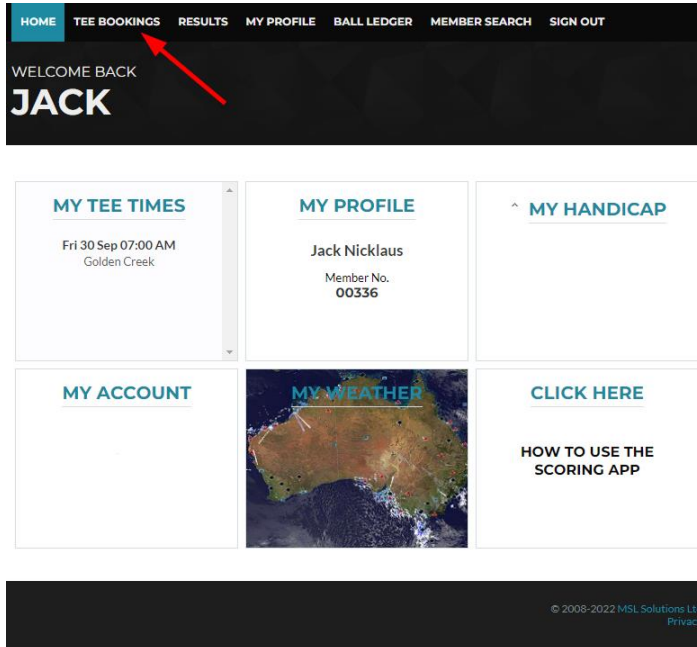 HOME TEE BOOKINGS RESULTS MY PROFILE BALL LEDGER MEMBER SEARCH SIGN OUT
WELCOME BACK
JACK
MY TEE TIMES
Fri 30 Sep 07:00 AM
Golden Creek
MY PROFILE
Jack Nicklaus
Member No.
00336
MY HANDICAP
MY ACCOUNT
MY WEATHER
CLICK HERE
HOW TO USE THE
SCORING APP
© 2008-2022 MSL Solutions Lt
Privac